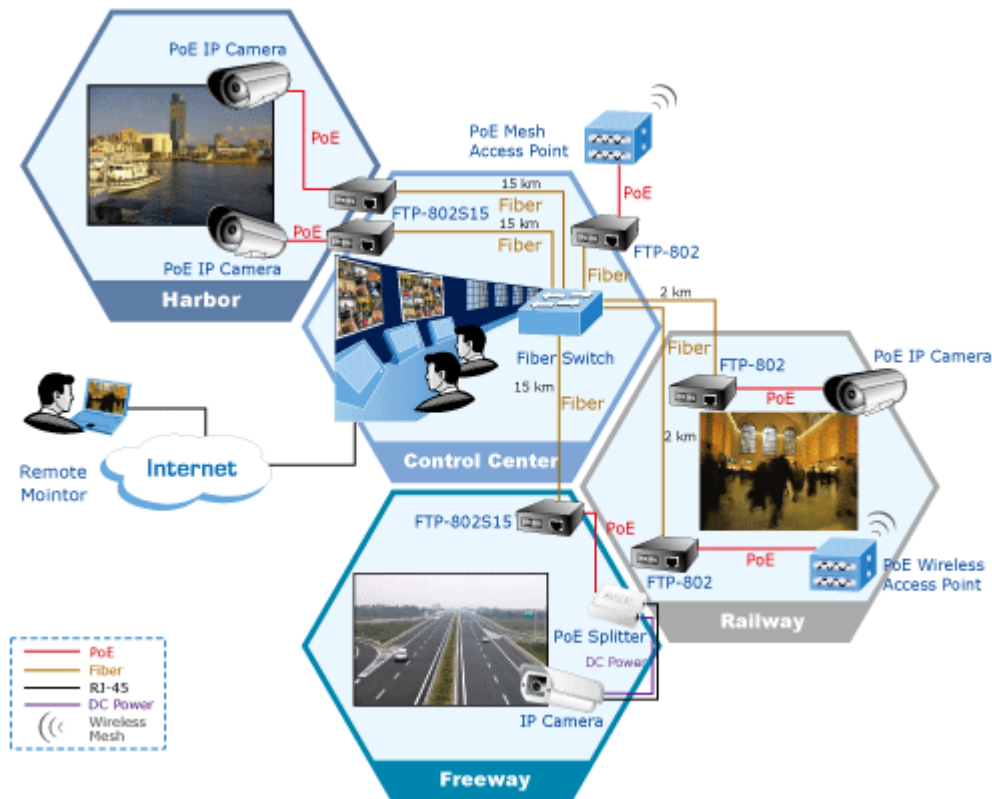 PoE IP Camera
PoE
PoE
PoE IP Camera
Harbor
FTP-802S15
15 km
Fiber
15 km
Fiber
PoE Mesh
Access Point
PoE
FTP-802
Fiber
Fiber Switch
Control Center
2 km
Fiber
FTP-802
PoE IP Camera
PoE
2 km
FTP-802
PoE
PoE Wireless
Access Point
Railway
15 km
Fiber
Remote
Mointor
Internet
FTP-802S15
PoE
PoE Splitter
DC Power
IP Camera
Freeway
PoE
Fiber
RJ-45
DC Power
Wireless
Mesh